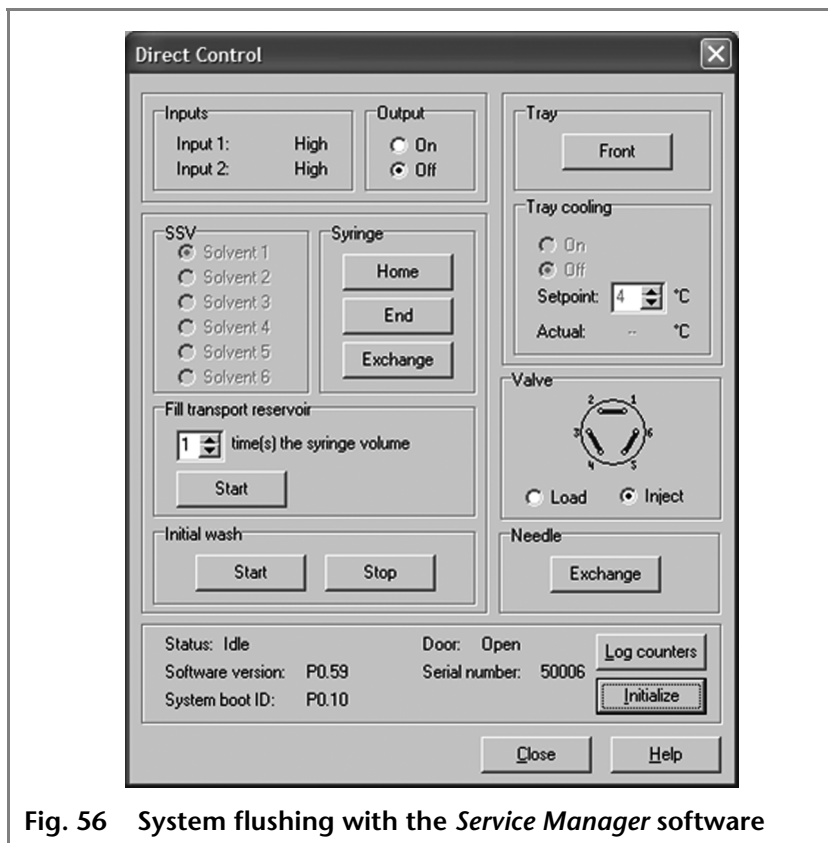 Direct Control
Inputs
Input 1: High
Input 2: High
Output
On
Off
SSV
Solvent 1
Solvent 2
Solvent 3
Solvent 4
Solvent 5
Solvent 6
Syringe
Home
End
Exchange
Fill transport reservoir
1 time(s) the syringe volume
Start
Initial wash
Start Stop
Tray
Front
Tray cooling
On
Off
Setpoint: 4 °C
Actual: -- °C
Valve
2 1
3 6
4 5
Load Inject
Needle
Exchange
Status: Idle Door: Open
Log counters
Software version: P0.59 Serial number: 50006
System boot ID: P0.10
Initialize
Close Help
Fig. 56 System flushing with the Service Manager software